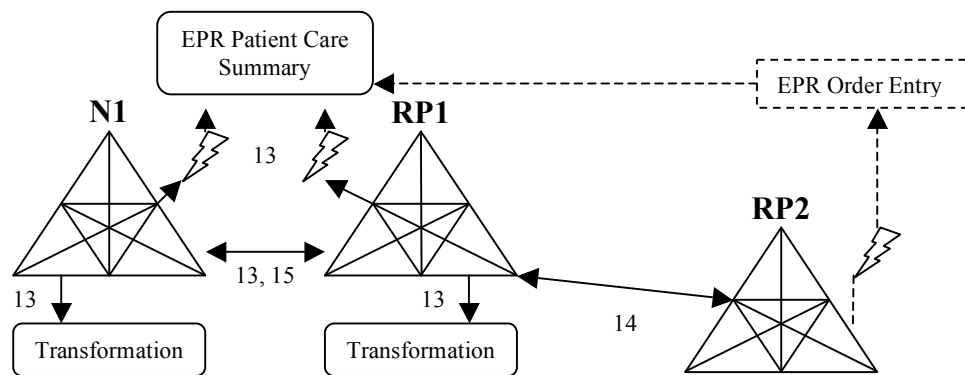 EPR Patient Care
Summary
EPR Order Entry
N1
RP1
13
RP2
13, 15
13
13
14
Transformation
Transformation